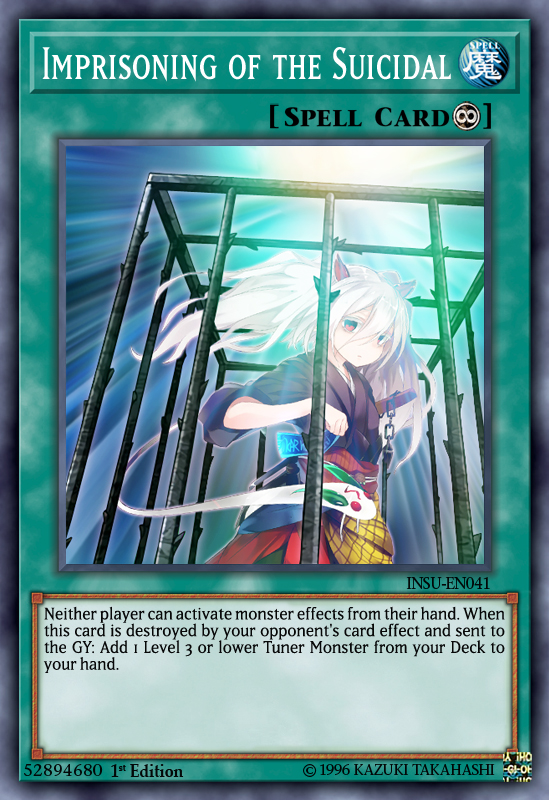 Imprisoning of the Suicidal
SPELL
魔
[Spell Card]
INSU-EN041
Neither player can activate monster effects from their hand. When
this card is destroyed by your opponent's card effect and sent to
the GY: Add 1 Level 3 or lower Tuner Monster from your Deck to
your hand.
52894680 1st Edition
© 1996 KAZUKI TAKAHASHI